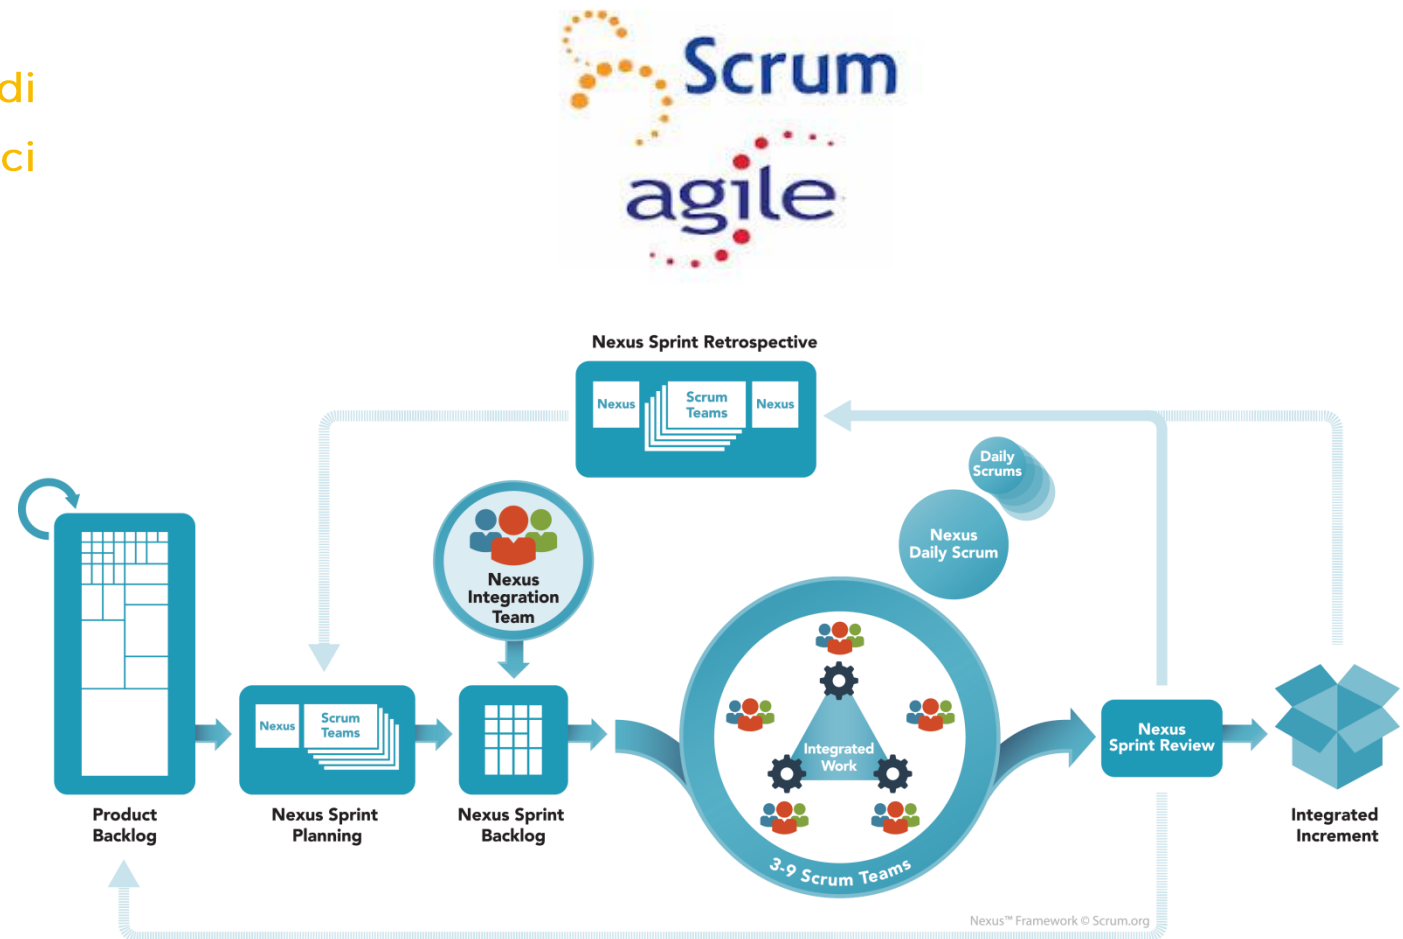 di
ci
Scrum
agile
Nexus Sprint Retrospective
Nexus
Scrum
Teams
Nexus
Daily
Scrums
Nexus
Daily Scrum
Nexus
Integration
Team
Nexus
Scrum
Teams
Integrated
Work
Nexus
Sprint Review
3-9 Scrum Teams
Product
Backlog
Nexus Sprint
Planning
Nexus Sprint
Backlog
Integrated
Increment
Nexus™ Framework © Scrum.org